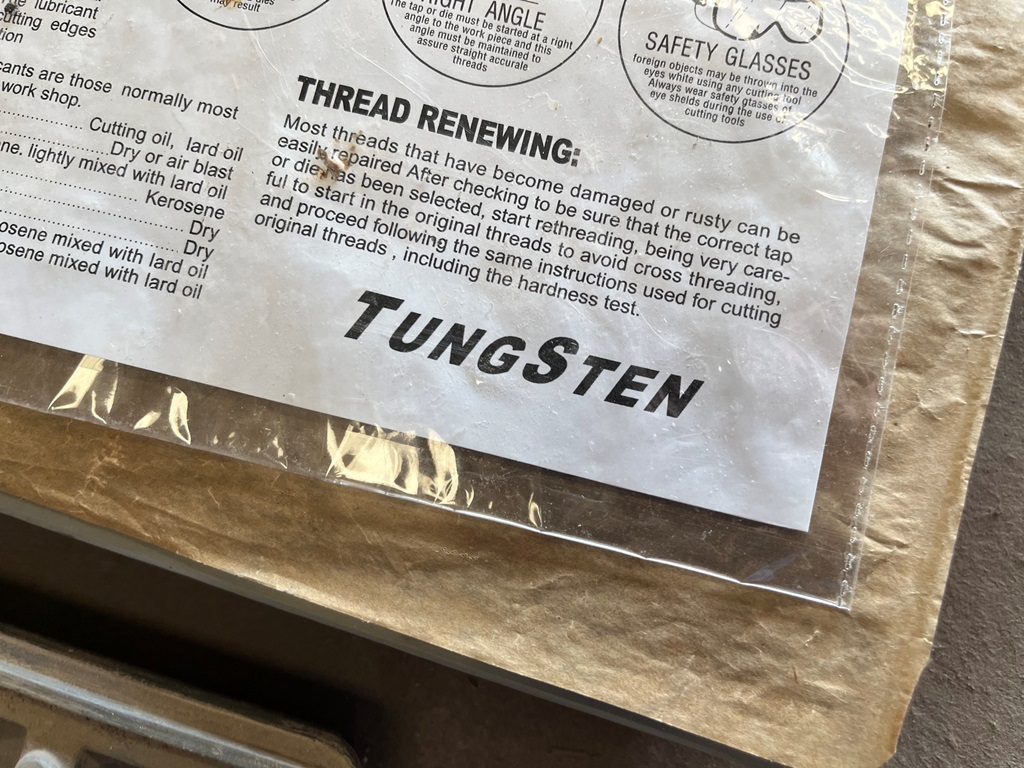 may result
RIGHT ANGLE
The tap or die must be started at a right
angle to the work piece and this
angle must be maintained to
assure straight accurale
threads
SAFETY GLASSES
foreign objects may be thrown into the
eyes while using any cutting tool
Always wear safety glasses of
eye shelds during the use of
cutting tools
lubricant
cutting edges
cants are those normally most
work shop.
Cutting oil, lard oil
Dry or air blast
lightly mixed with lard oil
Kerosene
Dry
Dry
mixed with lard oil
mixed with lard oil
THREAD RENEWING:
Most threads that have become damaged or rusty can be
easily repaired After checking to be sure that the correct tap
or die has been selected, start rethreading, being very care-
ful to start in the original threads to avoid cross threading,
and proceed following the same instructions used for cutting
original threads , including the hardness test.
TUNGSTEN